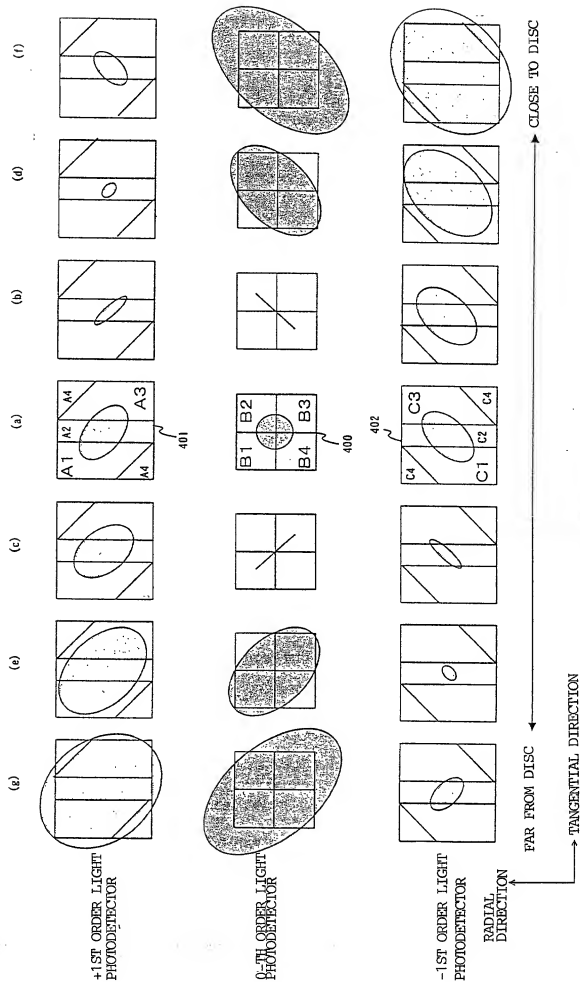 (g)
(e)
(c)
(a)
(b)
(d)
(f)
+1ST ORDER LIGHT
PHOTODETECTOR
A1
A2
A4
A3
A4
401
0-TH ORDER LIGHT
PHOTODETECTOR
B1
B2
B4
B3
400
-1ST ORDER LIGHT
PHOTODETECTOR
402
C4
C3
C1
C2
C4
FAR FROM DISC
CLOSE TO DISC
RADIAL
DIRECTION
TANGENTIAL DIRECTION